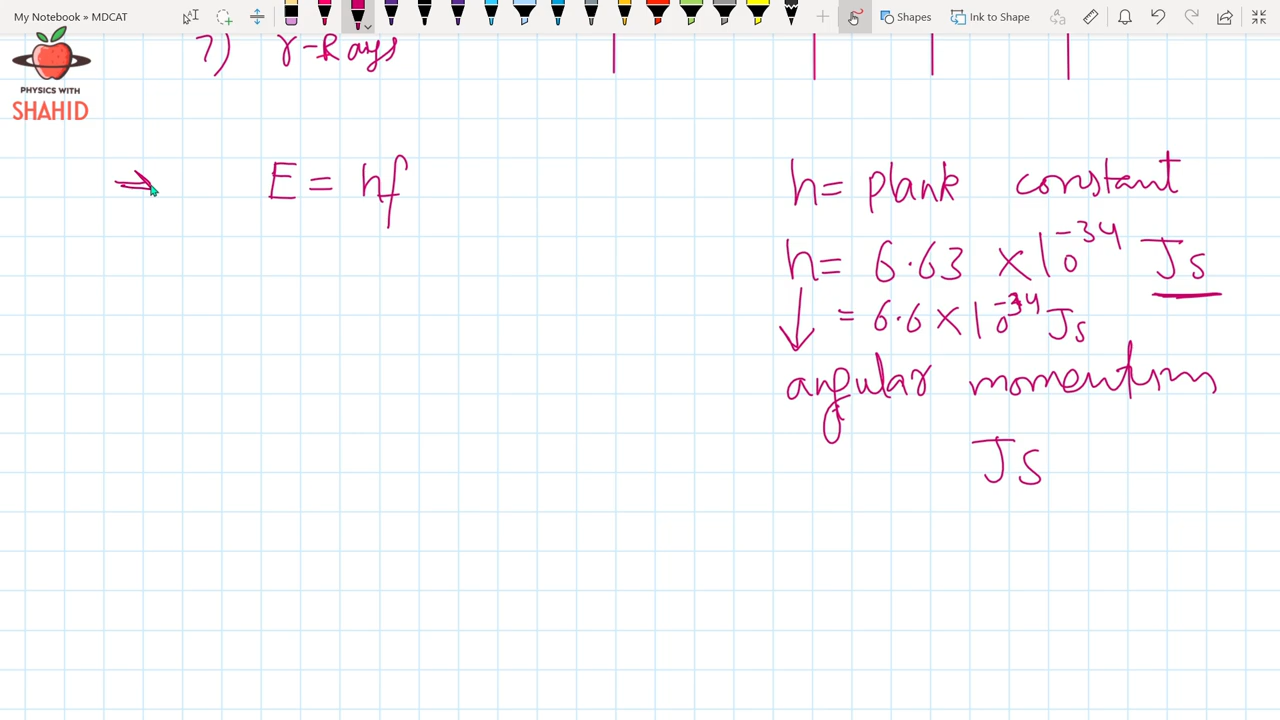 My Notebook » MDCAT
Shapes
Ink to Shape
PHYSICS WITH
SHAHID
7) γ-Rays
→ E = hf
h = plank constant
h = 6.63 × 10⁻³⁴ Js
↓ = 6.6 × 10⁻³⁴ Js
angular momentum
Js